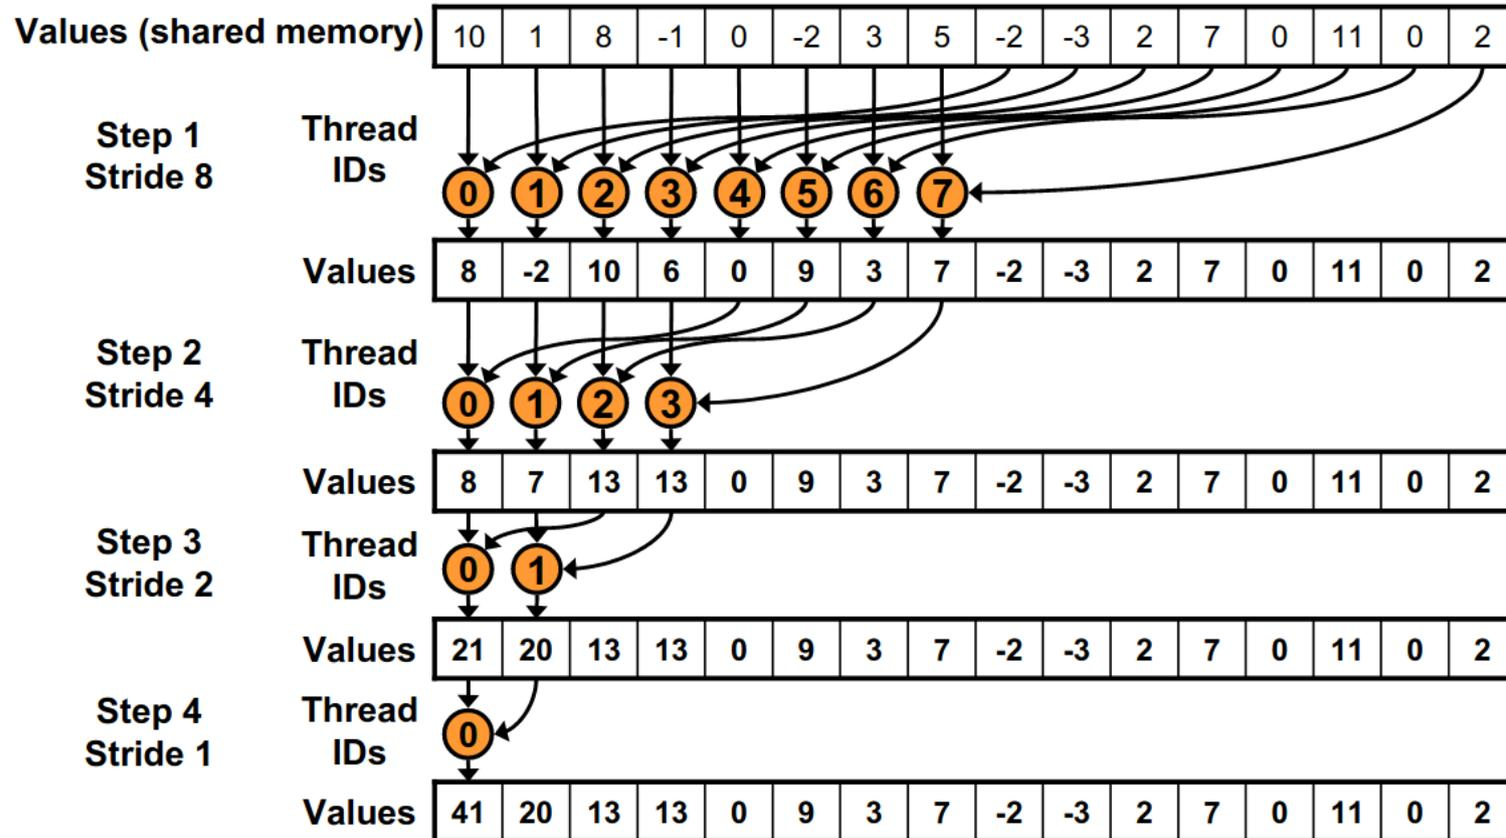 Values (shared memory) 10 1 8 -1 0 -2 3 5 -2 -3 2 7 0 11 0 2
Step 1
Stride 8
Thread
IDs
0 1 2 3 4 5 6 7
Values 8 -2 10 6 0 9 3 7 -2 -3 2 7 0 11 0 2
Step 2
Stride 4
Thread
IDs
0 1 2 3
Values 8 7 13 13 0 9 3 7 -2 -3 2 7 0 11 0 2
Step 3
Stride 2
Thread
IDs
0 1
Values 21 20 13 13 0 9 3 7 -2 -3 2 7 0 11 0 2
Step 4
Stride 1
Thread
IDs
0
Values 41 20 13 13 0 9 3 7 -2 -3 2 7 0 11 0 2